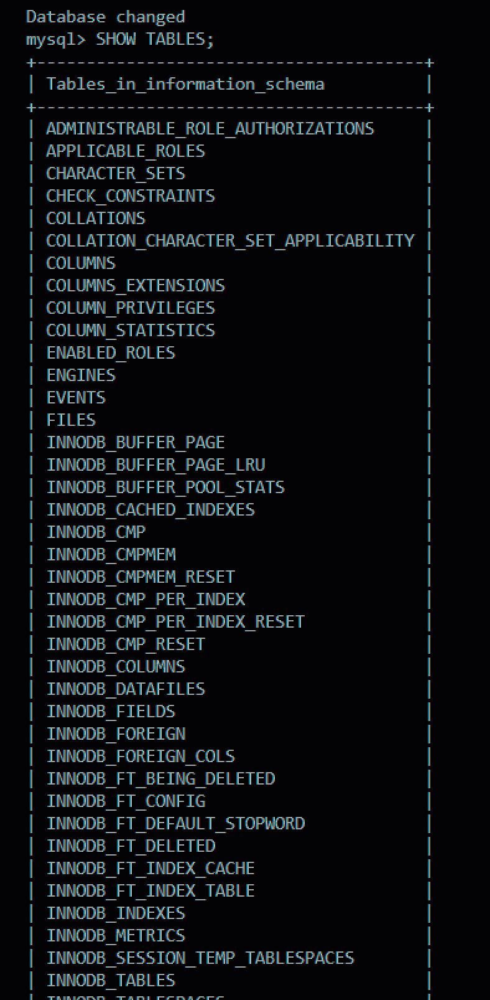 Database changed
mysql> SHOW TABLES;
+---------------------------------------+
| Tables_in_information_schema          |
+---------------------------------------+
| ADMINISTRABLE_ROLE_AUTHORIZATIONS     |
| APPLICABLE_ROLES                      |
| CHARACTER_SETS                        |
| CHECK_CONSTRAINTS                     |
| COLLATIONS                            |
| COLLATION_CHARACTER_SET_APPLICABILITY |
| COLUMNS                               |
| COLUMNS_EXTENSIONS                    |
| COLUMN_PRIVILEGES                     |
| COLUMN_STATISTICS                     |
| ENABLED_ROLES                         |
| ENGINES                               |
| EVENTS                                |
| FILES                                 |
| INNODB_BUFFER_PAGE                    |
| INNODB_BUFFER_PAGE_LRU                |
| INNODB_BUFFER_POOL_STATS              |
| INNODB_CACHED_INDEXES                 |
| INNODB_CMP                            |
| INNODB_CMPMEM                         |
| INNODB_CMPMEM_RESET                   |
| INNODB_CMP_PER_INDEX                  |
| INNODB_CMP_PER_INDEX_RESET            |
| INNODB_CMP_RESET                      |
| INNODB_COLUMNS                        |
| INNODB_DATAFILES                      |
| INNODB_FIELDS                         |
| INNODB_FOREIGN                        |
| INNODB_FOREIGN_COLS                   |
| INNODB_FT_BEING_DELETED               |
| INNODB_FT_CONFIG                      |
| INNODB_FT_DEFAULT_STOPWORD            |
| INNODB_FT_DELETED                     |
| INNODB_FT_INDEX_CACHE                 |
| INNODB_FT_INDEX_TABLE                 |
| INNODB_INDEXES                        |
| INNODB_METRICS                        |
| INNODB_SESSION_TEMP_TABLESPACES       |
| INNODB_TABLES                         |